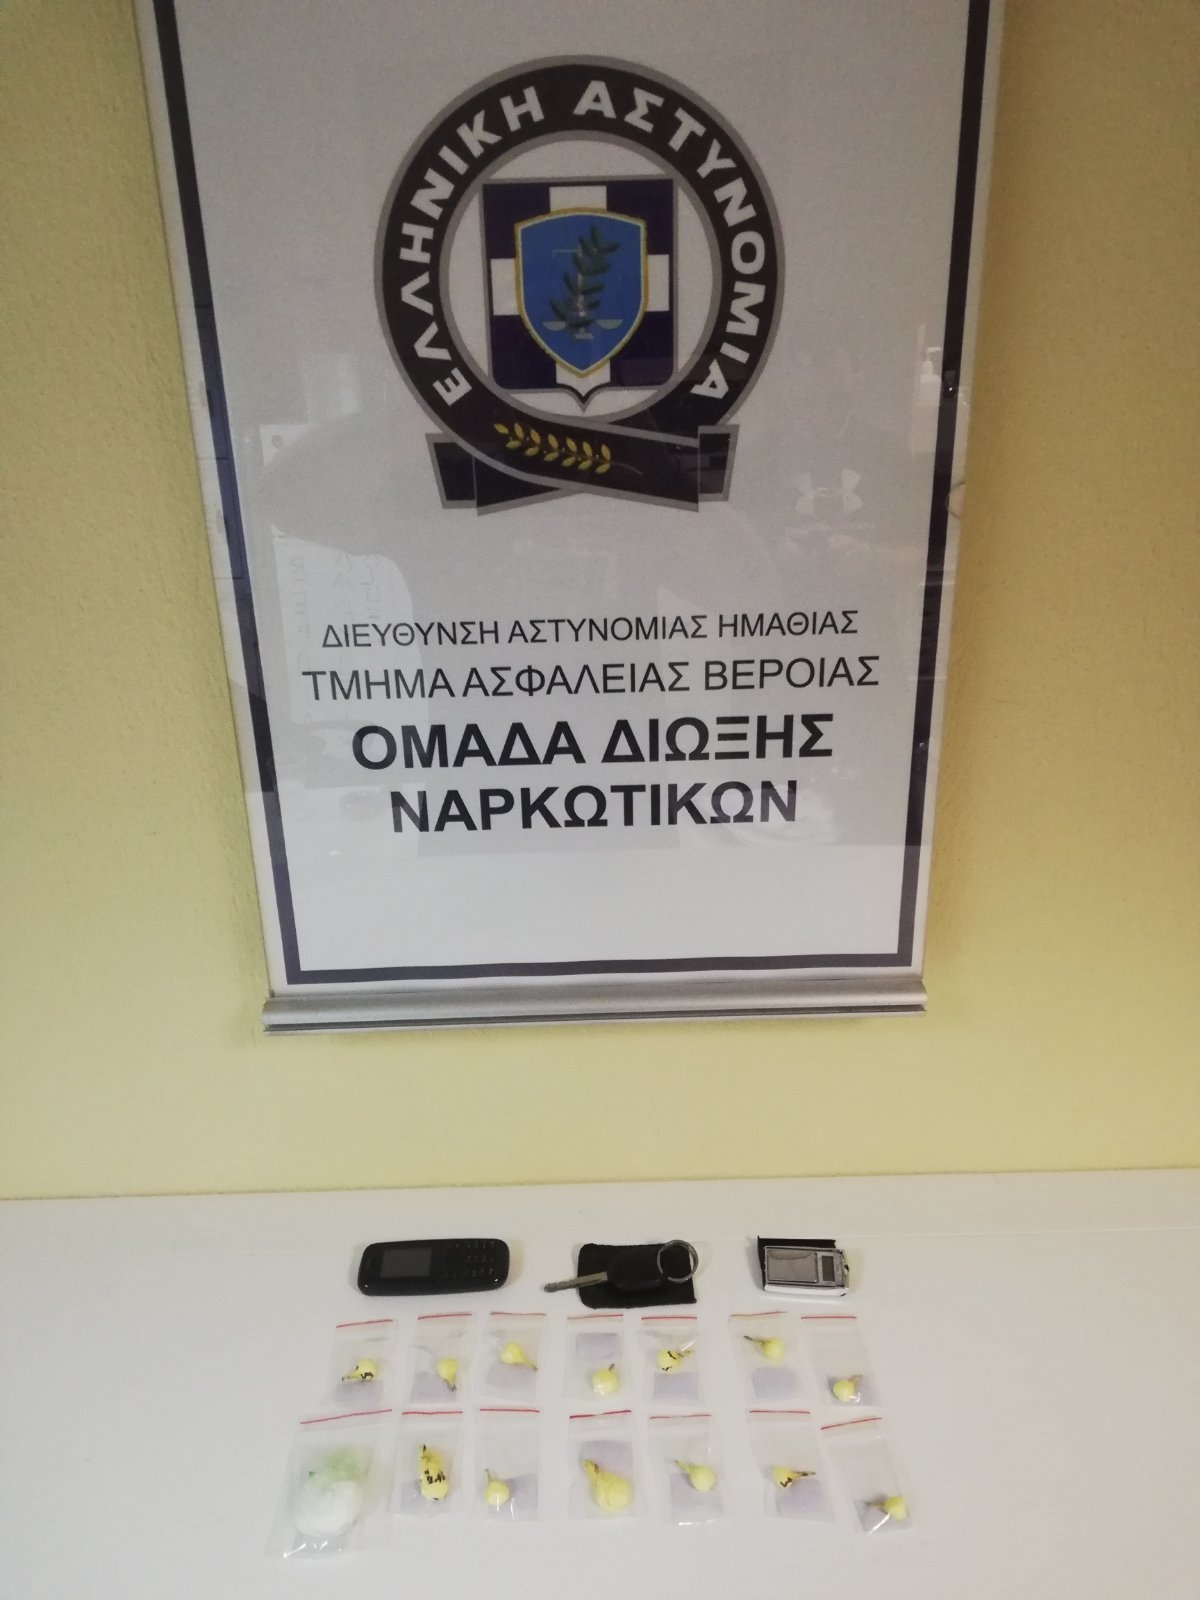 ΕΛΛΗΝΙΚΗ ΑΣΤΥΝΟΜΙΑ
ΔΙΕΥΘΥΝΣΗ ΑΣΤΥΝΟΜΙΑΣ ΗΜΑΘΙΑΣ
ΤΜΗΜΑ ΑΣΦΑΛΕΙΑΣ ΒΕΡΟΙΑΣ
ΟΜΑΔΑ ΔΙΩΞΗΣ
ΝΑΡΚΩΤΙΚΩΝ